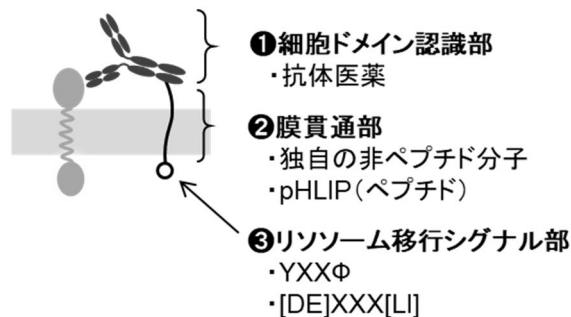 ❶細胞ドメイン認識部
・抗体医薬
❷膜貫通部
・独自の非ペプチド分子
・pHLIP（ペプチド）
❸リソソーム移行シグナル部
・YXXΦ
・[DE]XXX[LI]